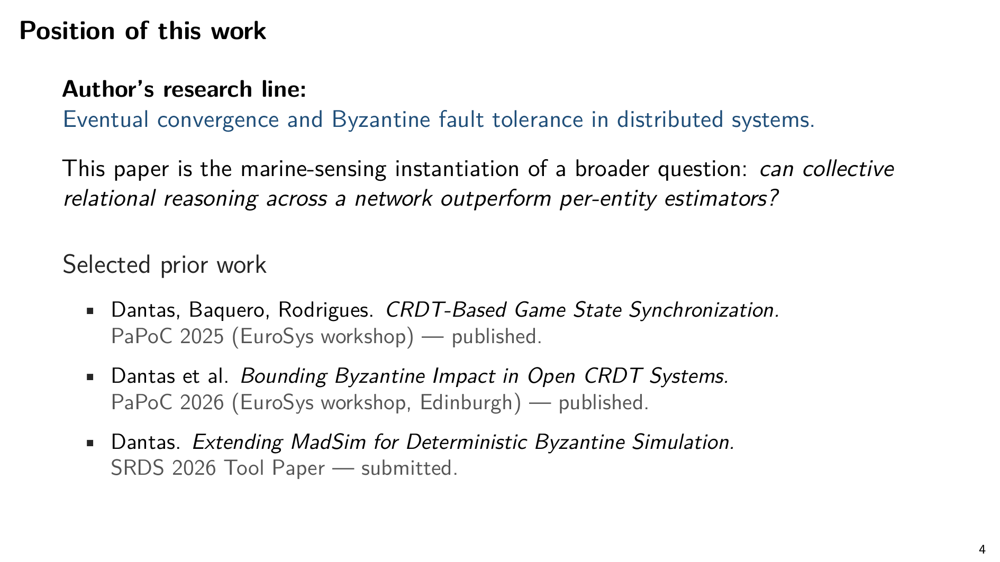 Position of this work
Author's research line:
Eventual convergence and Byzantine fault tolerance in distributed systems.
This paper is the marine-sensing instantiation of a broader question: can collective
relational reasoning across a network outperform per-entity estimators?
Selected prior work
▪ Dantas, Baquero, Rodrigues. CRDT-Based Game State Synchronization.
PaPoC 2025 (EuroSys workshop) — published.
▪ Dantas et al. Bounding Byzantine Impact in Open CRDT Systems.
PaPoC 2026 (EuroSys workshop, Edinburgh) — published.
▪ Dantas. Extending MadSim for Deterministic Byzantine Simulation.
SRDS 2026 Tool Paper — submitted.
4